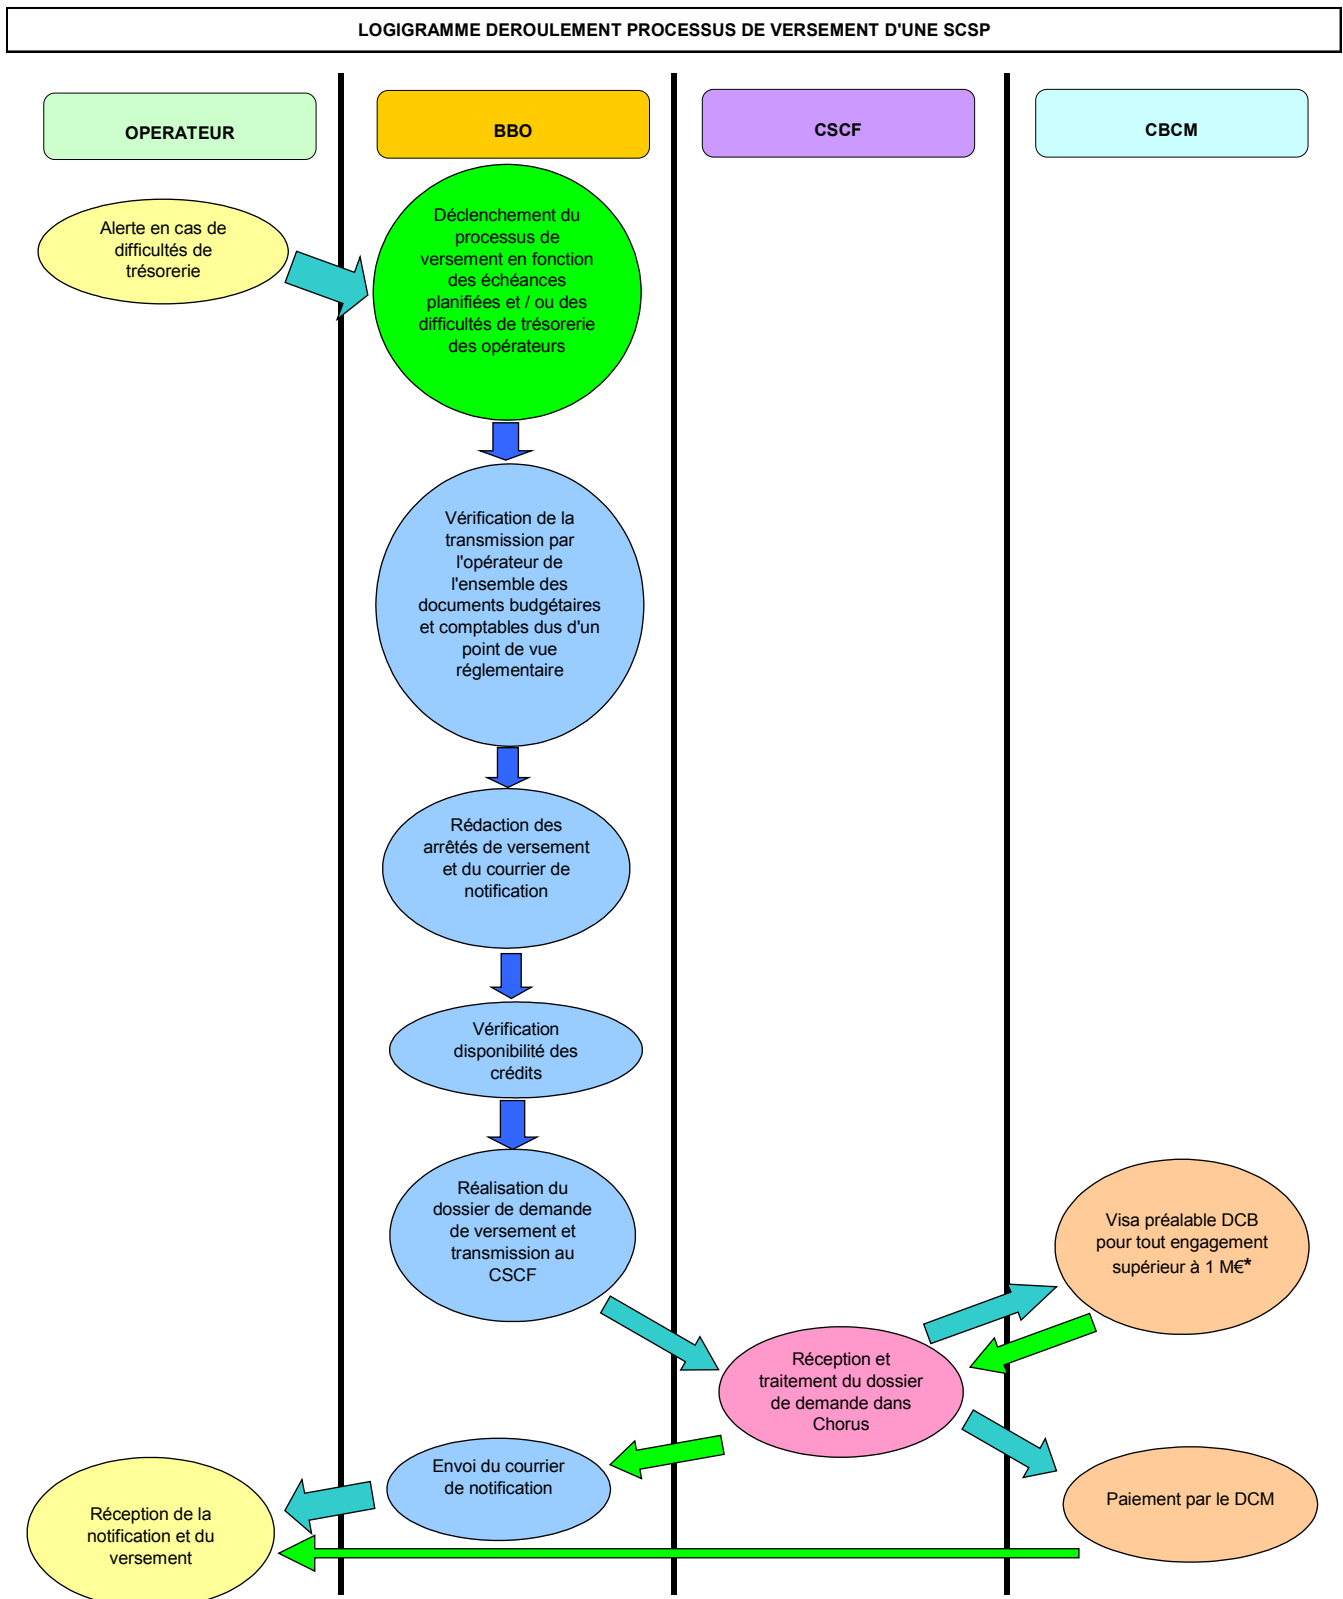 LOGIGRAMME DEROULEMENT PROCESSUS DE VERSEMENT D'UNE SCSP
OPERATEUR
BBO
CSCF
CBCM
Alerte en cas de
difficultés de
trésorerie
Déclenchement du
processus de
versement en fonction
des échéances
planifiées et / ou des
difficultés de trésorerie
des opérateurs
Vérification de la
transmission par
l'opérateur de
l'ensemble des
documents budgétaires
et comptables dus d'un
point de vue
réglementaire
Rédaction des
arrêtés de versement
et du courrier de
notification
Vérification
disponibilité des
crédits
Réalisation du
dossier de demande
de versement et
transmission au
CSCF
Visa préalable DCB
pour tout engagement
supérieur à 1 M€*
Réception et
traitement du dossier
de demande dans
Chorus
Envoi du courrier
de notification
Paiement par le DCM
Réception de la
notification et du
versement